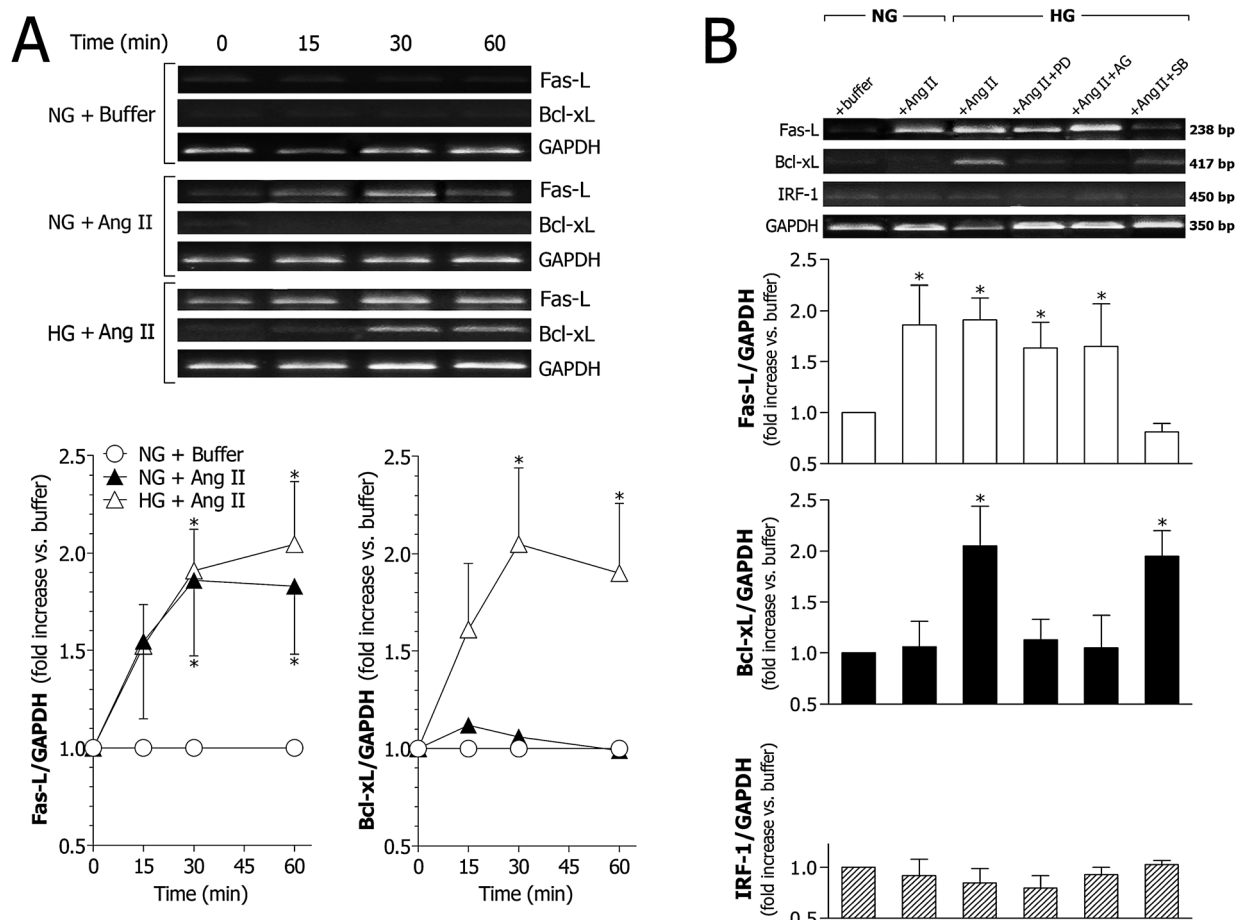 A
Time (min)
0 15 30 60
NG + Buffer
Fas-L
Bcl-xL
GAPDH
NG + Ang II
Fas-L
Bcl-xL
GAPDH
HG + Ang II
Fas-L
Bcl-xL
GAPDH
NG + Buffer
NG + Ang II
HG + Ang II
Fas-L/GAPDH (fold increase vs. buffer)
2.5
2.0
1.5
1.0
0.5
* * * *
0 15 30 45 60
Time (min)
Bcl-xL/GAPDH (fold increase vs. buffer)
2.5
2.0
1.5
1.0
0.5
* *
0 15 30 45 60
Time (min)
B
NG HG
+buffer +Ang II +Ang II +Ang II+PD +Ang II+AG +Ang II+SB
Fas-L 238 bp
Bcl-xL 417 bp
IRF-1 450 bp
GAPDH 350 bp
Fas-L/GAPDH
(fold increase vs. buffer)
2.5
2.0
1.5
1.0
0.5
* * * *
Bcl-xL/GAPDH
(fold increase vs. buffer)
2.5
2.0
1.5
1.0
0.5
* *
IRF-1/GAPDH
(fold increase vs. buffer)
1.0
0.5